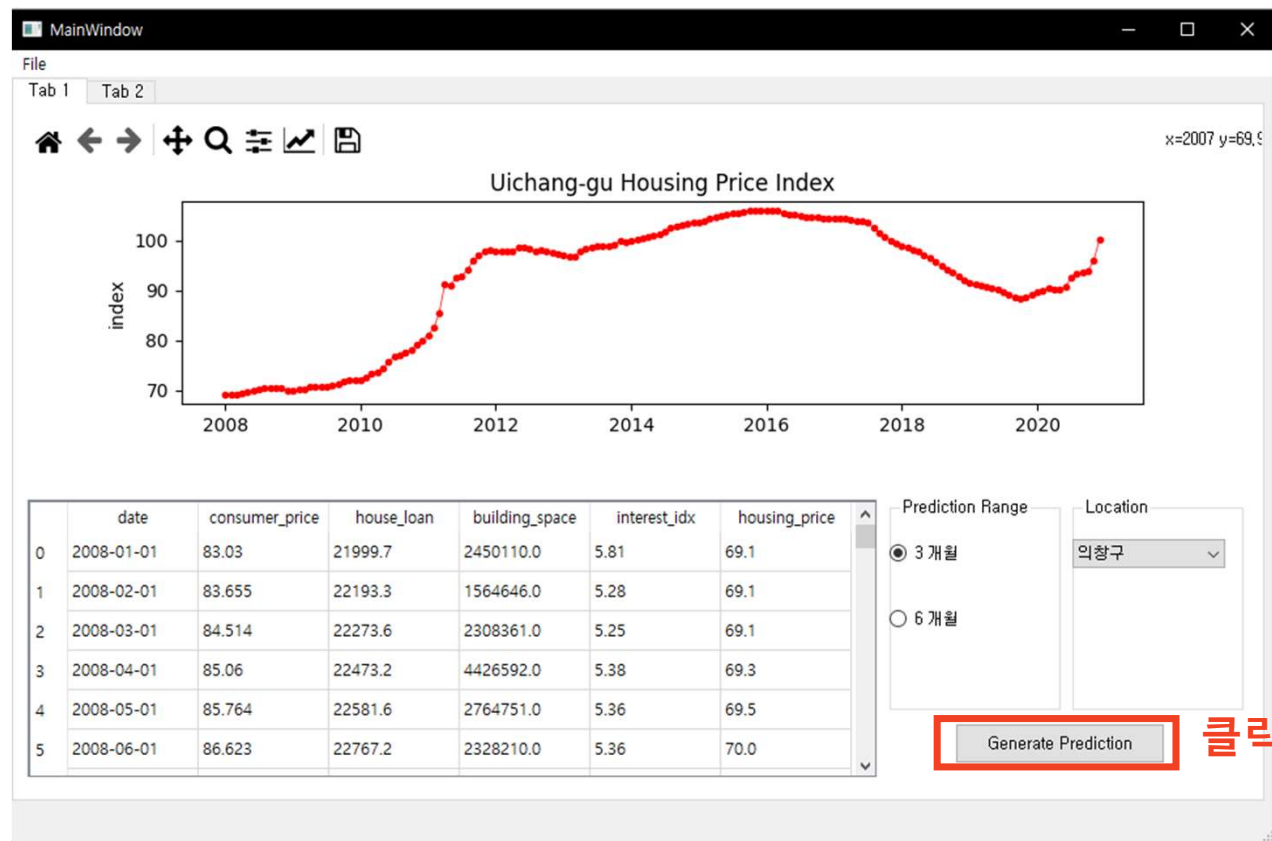 MainWindow
File
Tab 1 Tab 2
x=2007 y=69.9
Uichang-gu Housing Price Index
index
100
90
80
70
2008 2010 2012 2014 2016 2018 2020
date consumer_price house_loan building_space interest_idx housing_price
0 2008-01-01 83.03 21999.7 2450110.0 5.81 69.1
1 2008-02-01 83.655 22193.3 1564646.0 5.28 69.1
2 2008-03-01 84.514 22273.6 2308361.0 5.25 69.1
3 2008-04-01 85.06 22473.2 4426592.0 5.38 69.3
4 2008-05-01 85.764 22581.6 2764751.0 5.36 69.5
5 2008-06-01 86.623 22767.2 2328210.0 5.36 70.0
Prediction Range
3 개월
6 개월
Location
의창구
Generate Prediction
클릭